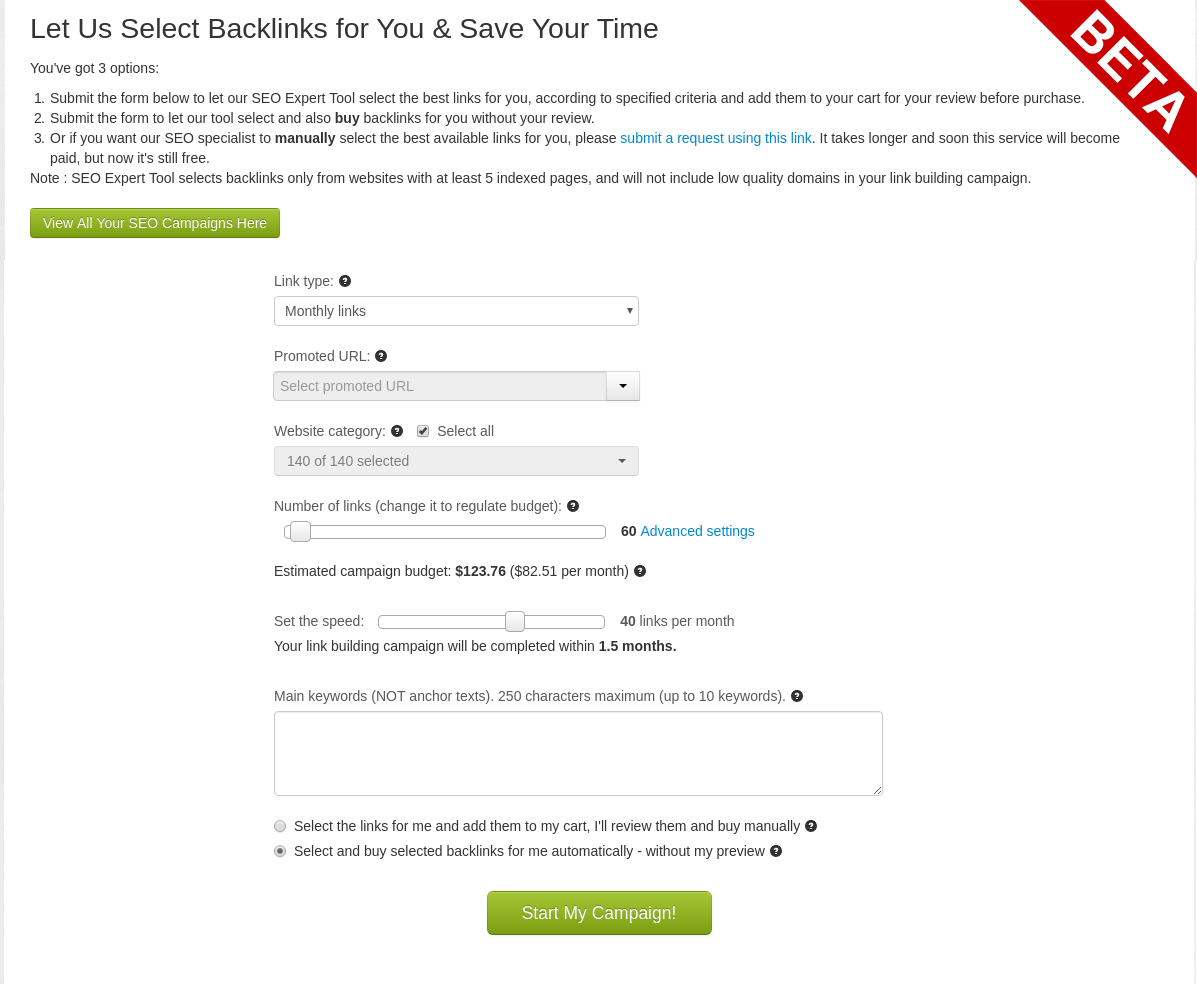 Let Us Select Backlinks for You & Save Your Time
BETA
You've got 3 options:
1. Submit the form below to let our SEO Expert Tool select the best links for you, according to specified criteria and add them to your cart for your review before purchase.
2. Submit the form to let our tool select and also buy backlinks for you without your review.
3. Or if you want our SEO specialist to manually select the best available links for you, please submit a request using this link. It takes longer and soon this service will become
paid, but now it's still free.
Note : SEO Expert Tool selects backlinks only from websites with at least 5 indexed pages, and will not include low quality domains in your link building campaign.
View All Your SEO Campaigns Here
Link type: ?
Monthly links
Promoted URL: ?
Select promoted URL
Website category: ? Select all
140 of 140 selected
Number of links (change it to regulate budget): ?
60 Advanced settings
Estimated campaign budget: $123.76 ($82.51 per month) ?
Set the speed: 40 links per month
Your link building campaign will be completed within 1.5 months.
Main keywords (NOT anchor texts). 250 characters maximum (up to 10 keywords). ?
Select the links for me and add them to my cart, I'll review them and buy manually ?
Select and buy selected backlinks for me automatically - without my preview ?
Start My Campaign!